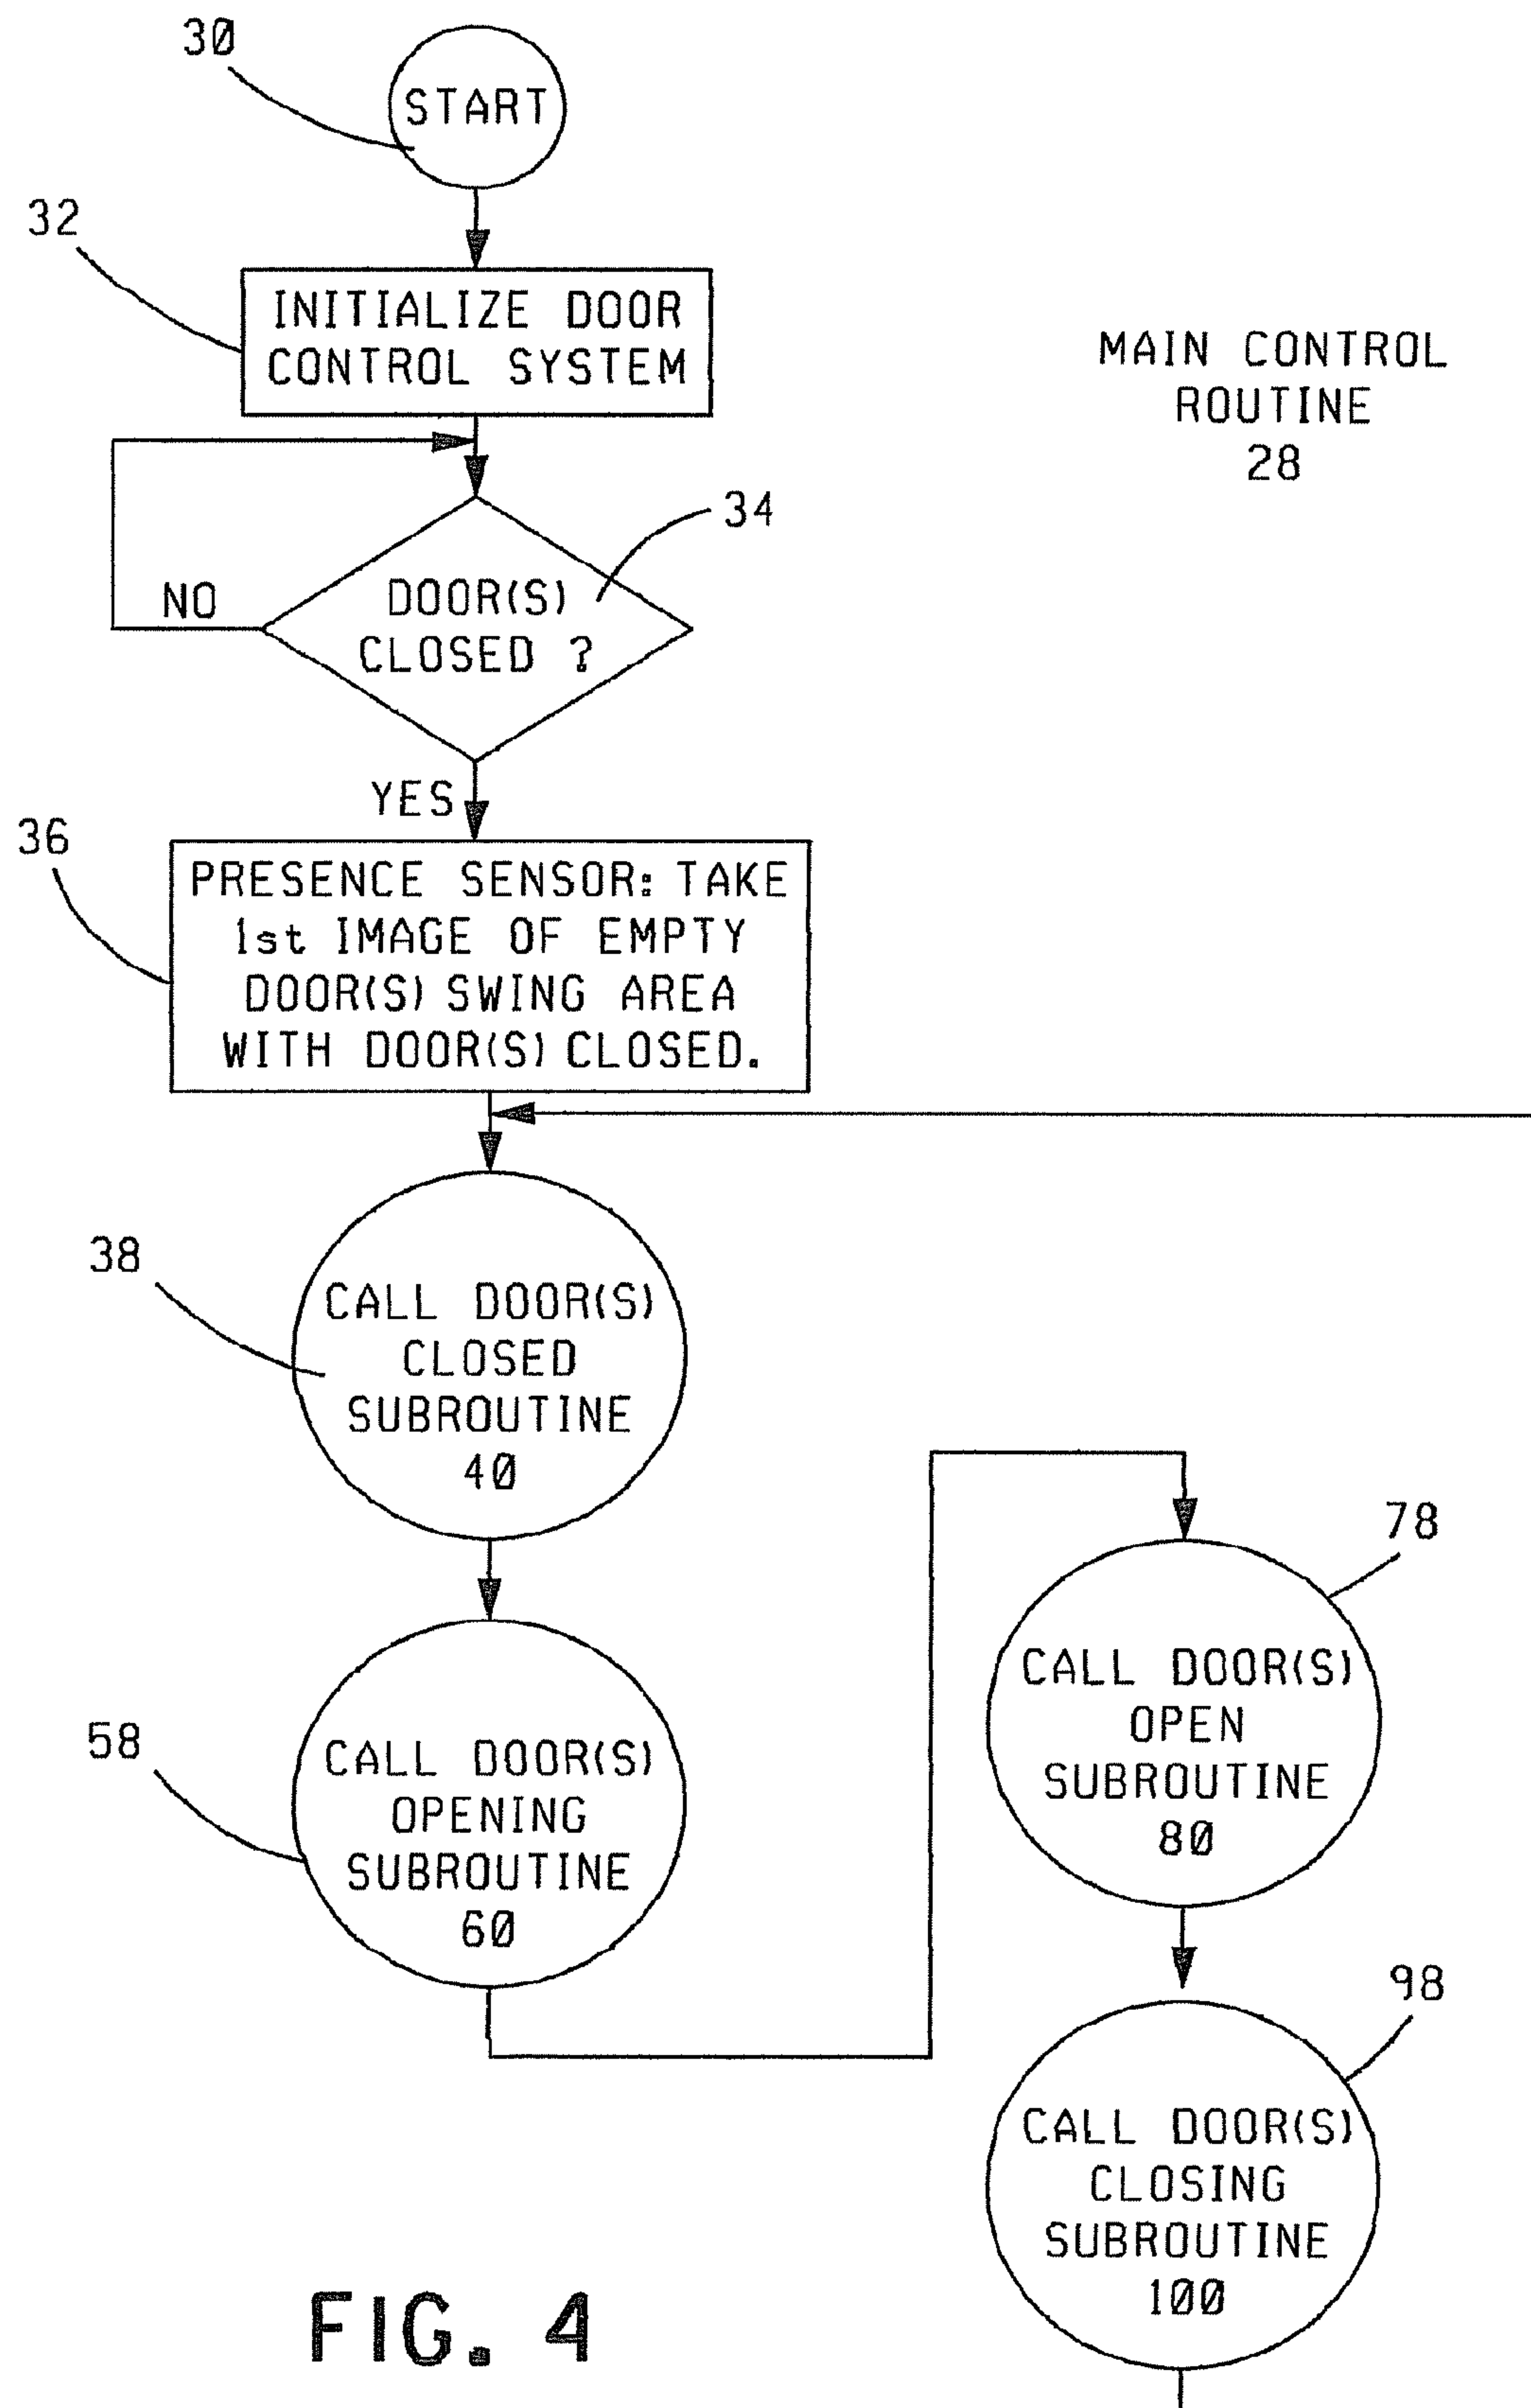 30
START
32
INITIALIZE DOOR
CONTROL SYSTEM
MAIN CONTROL
ROUTINE
28
34
DOOR(S)
CLOSED ?
NO
YES
36
PRESENCE SENSOR: TAKE
1st IMAGE OF EMPTY
DOOR(S) SWING AREA
WITH DOOR(S) CLOSED.
38
CALL DOOR(S)
CLOSED
SUBROUTINE
40
58
CALL DOOR(S)
OPENING
SUBROUTINE
60
78
CALL DOOR(S)
OPEN
SUBROUTINE
80
98
CALL DOOR(S)
CLOSING
SUBROUTINE
100
FIG. 4